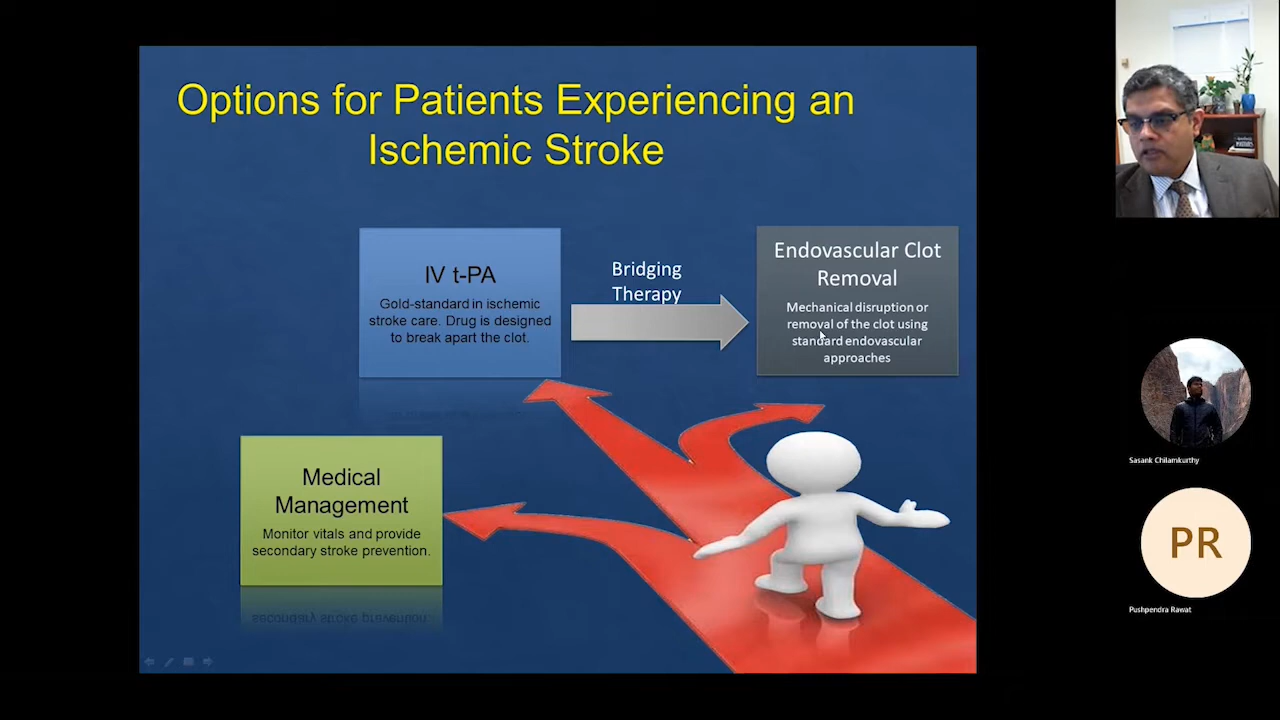 Options for Patients Experiencing an
Ischemic Stroke
IV t-PA
Gold-standard in ischemic
stroke care. Drug is designed
to break apart the clot.
Bridging
Therapy
Endovascular Clot
Removal
Mechanical disruption or
removal of the clot using
standard endovascular
approaches
Medical
Management
Monitor vitals and provide
secondary stroke prevention.
Sasank Chilamkurthy
PR
Pushpendra Rawat